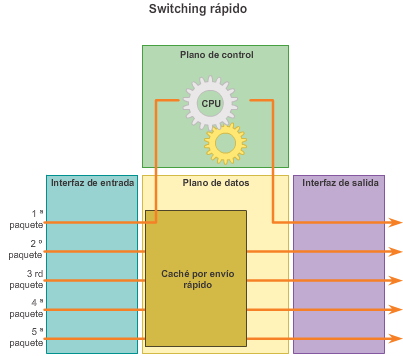 Switching rápido
Plano de control
CPU
Interfaz de entrada
Plano de datos
Interfaz de salida
1 ª
paquete
2 º
paquete
3 rd
paquete
4 ª
paquete
5 ª
paquete
Caché por envío
rápido